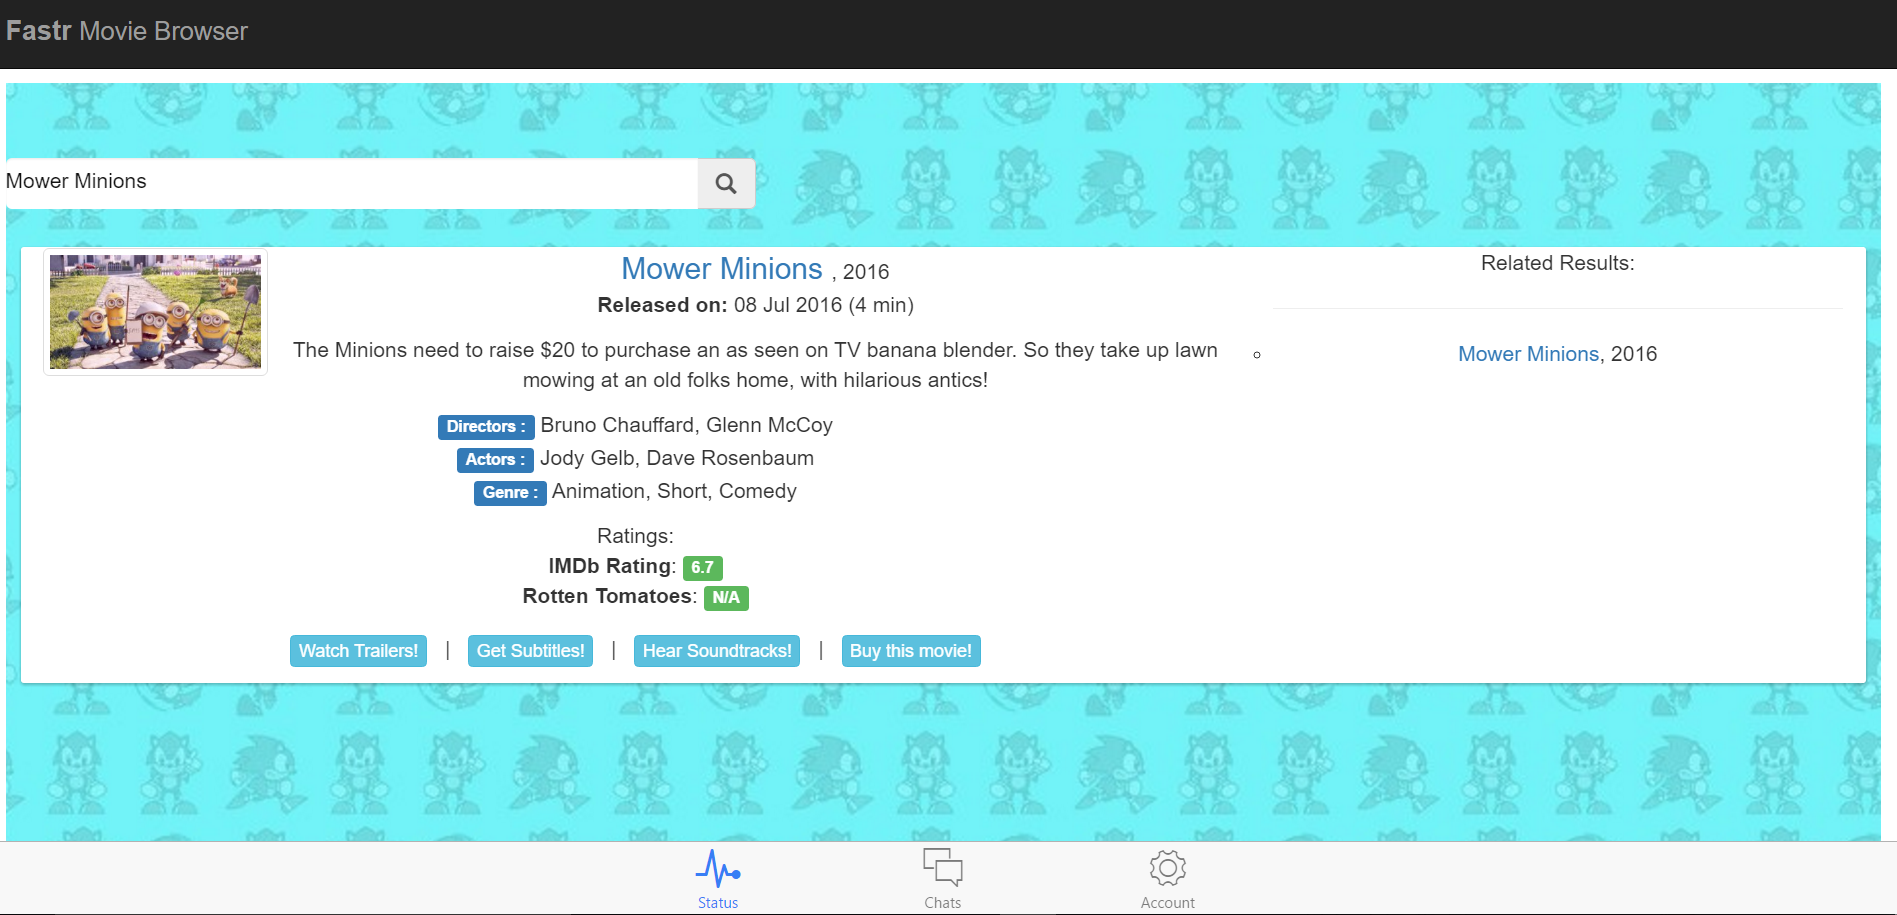 Fastr Movie Browser
Mower Minions
Mower Minions , 2016
Released on: 08 Jul 2016 (4 min)
The Minions need to raise $20 to purchase an as seen on TV banana blender. So they take up lawn
mowing at an old folks home, with hilarious antics!
Directors : Bruno Chauffard, Glenn McCoy
Actors : Jody Gelb, Dave Rosenbaum
Genre : Animation, Short, Comedy
Ratings:
IMDb Rating: 6.7
Rotten Tomatoes: N/A
Watch Trailers! | Get Subtitles! | Hear Soundtracks! | Buy this movie!
Related Results:
Mower Minions, 2016
Status
Chats
Account